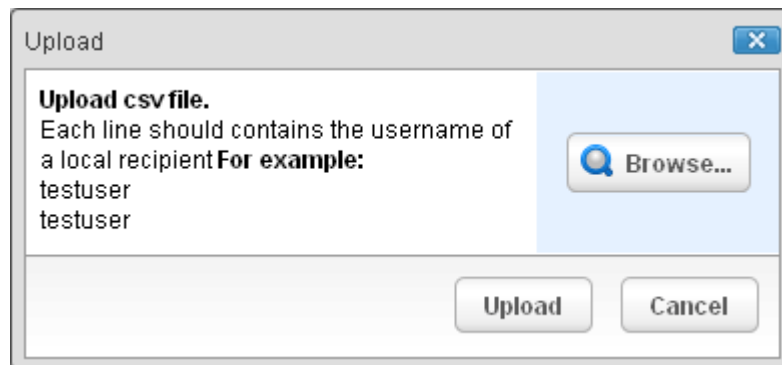 Upload
Upload csv file.
Each line should contains the username of
a local recipient For example:
testuser
testuser
Browse...
Upload
Cancel